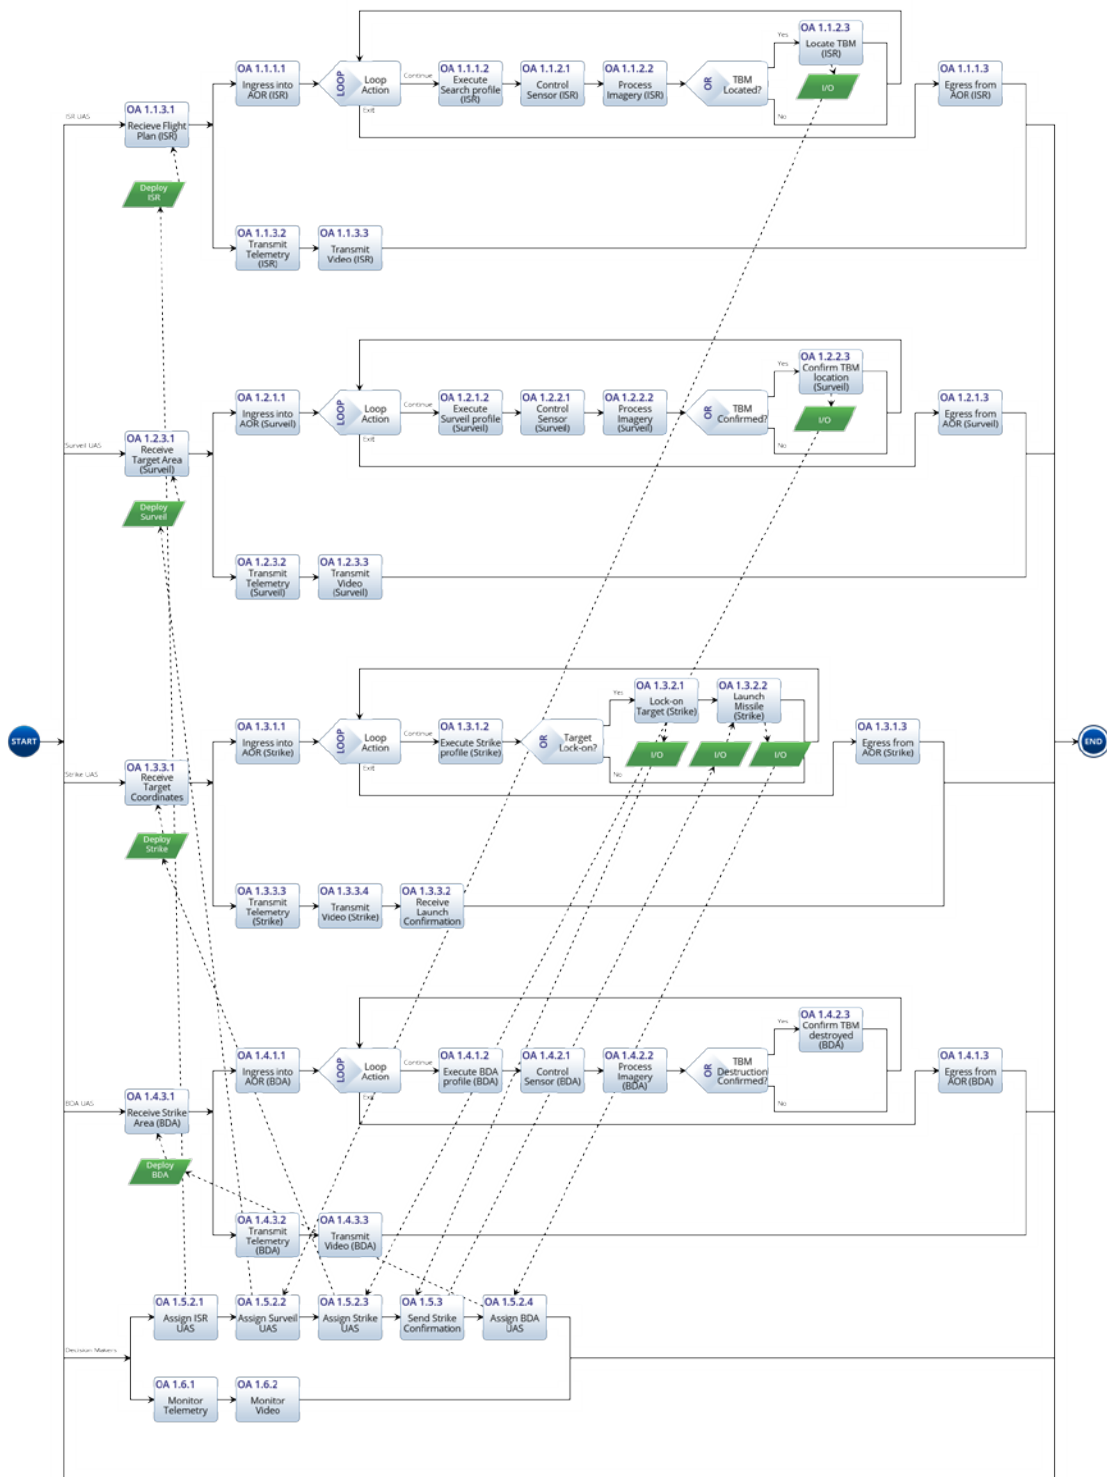 OA 1.1.2.3
Locate TBM
(ISR)
Yes
OA 1.1.1.1
Ingress into
AOR (ISR)
LOOP
Loop
Action
Continue
Exit
OA 1.1.1.2
Execute
Search profile
(ISR)
OA 1.1.2.1
Control
Sensor (ISR)
OA 1.1.2.2
Process
Imagery (ISR)
OR
TBM
Located?
I/O
No
OA 1.1.1.3
Egress from
AOR (ISR)
ISR UAS
OA 1.1.3.1
Recieve Flight
Plan (ISR)
Deploy
ISR
OA 1.1.3.2
Transmit
Telemetry
(ISR)
OA 1.1.3.3
Transmit
Video (ISR)
OA 1.2.2.3
Confirm TBM
location
(Surveil)
Yes
OA 1.2.1.1
Ingress into
AOR (Surveil)
LOOP
Loop
Action
Continue
Exit
OA 1.2.1.2
Execute
Surveil profile
(Surveil)
OA 1.2.2.1
Control
Sensor
(Surveil)
OA 1.2.2.2
Process
Imagery
(Surveil)
OR
TBM
Confirmed?
I/O
No
OA 1.2.1.3
Egress from
AOR (Surveil)
Surveil UAS
OA 1.2.3.1
Receive
Target Area
(Surveil)
Deploy
Surveil
OA 1.2.3.2
Transmit
Telemetry
(Surveil)
OA 1.2.3.3
Transmit
Video
(Surveil)
OA 1.3.2.1
Lock-on
Target (Strike)
OA 1.3.2.2
Launch
Missile
(Strike)
Yes
START
OA 1.3.1.1
Ingress into
AOR (Strike)
LOOP
Loop
Action
Continue
Exit
OA 1.3.1.2
Execute Strike
profile (Strike)
OR
Target
Lock-on?
I/O
I/O
I/O
No
OA 1.3.1.3
Egress from
AOR (Strike)
END
Strike UAS
OA 1.3.3.1
Receive
Target
Coordinates
Deploy
Strike
OA 1.3.3.3
Transmit
Telemetry
(Strike)
OA 1.3.3.4
Transmit
Video (Strike)
OA 1.3.3.2
Receive
Launch
Confirmation
OA 1.4.2.3
Confirm TBM
destroyed
(BDA)
Yes
OA 1.4.1.1
Ingress into
AOR (BDA)
LOOP
Loop
Action
Continue
Exit
OA 1.4.1.2
Execute BDA
profile (BDA)
OA 1.4.2.1
Control
Sensor (BDA)
OA 1.4.2.2
Process
Imagery
(BDA)
OR
TBM
Destruction
Confirmed?
No
OA 1.4.1.3
Egress from
AOR (BDA)
BDA UAS
OA 1.4.3.1
Receive Strike
Area (BDA)
Deploy
BDA
OA 1.4.3.2
Transmit
Telemetry
(BDA)
OA 1.4.3.3
Transmit
Video (BDA)
OA 1.5.2.1
Assign ISR
UAS
OA 1.5.2.2
Assign Surveil
UAS
OA 1.5.2.3
Assign Strike
UAS
OA 1.5.3
Send Strike
Confirmation
OA 1.5.2.4
Assign BDA
UAS
Decision Makers
OA 1.6.1
Monitor
Telemetry
OA 1.6.2
Monitor
Video